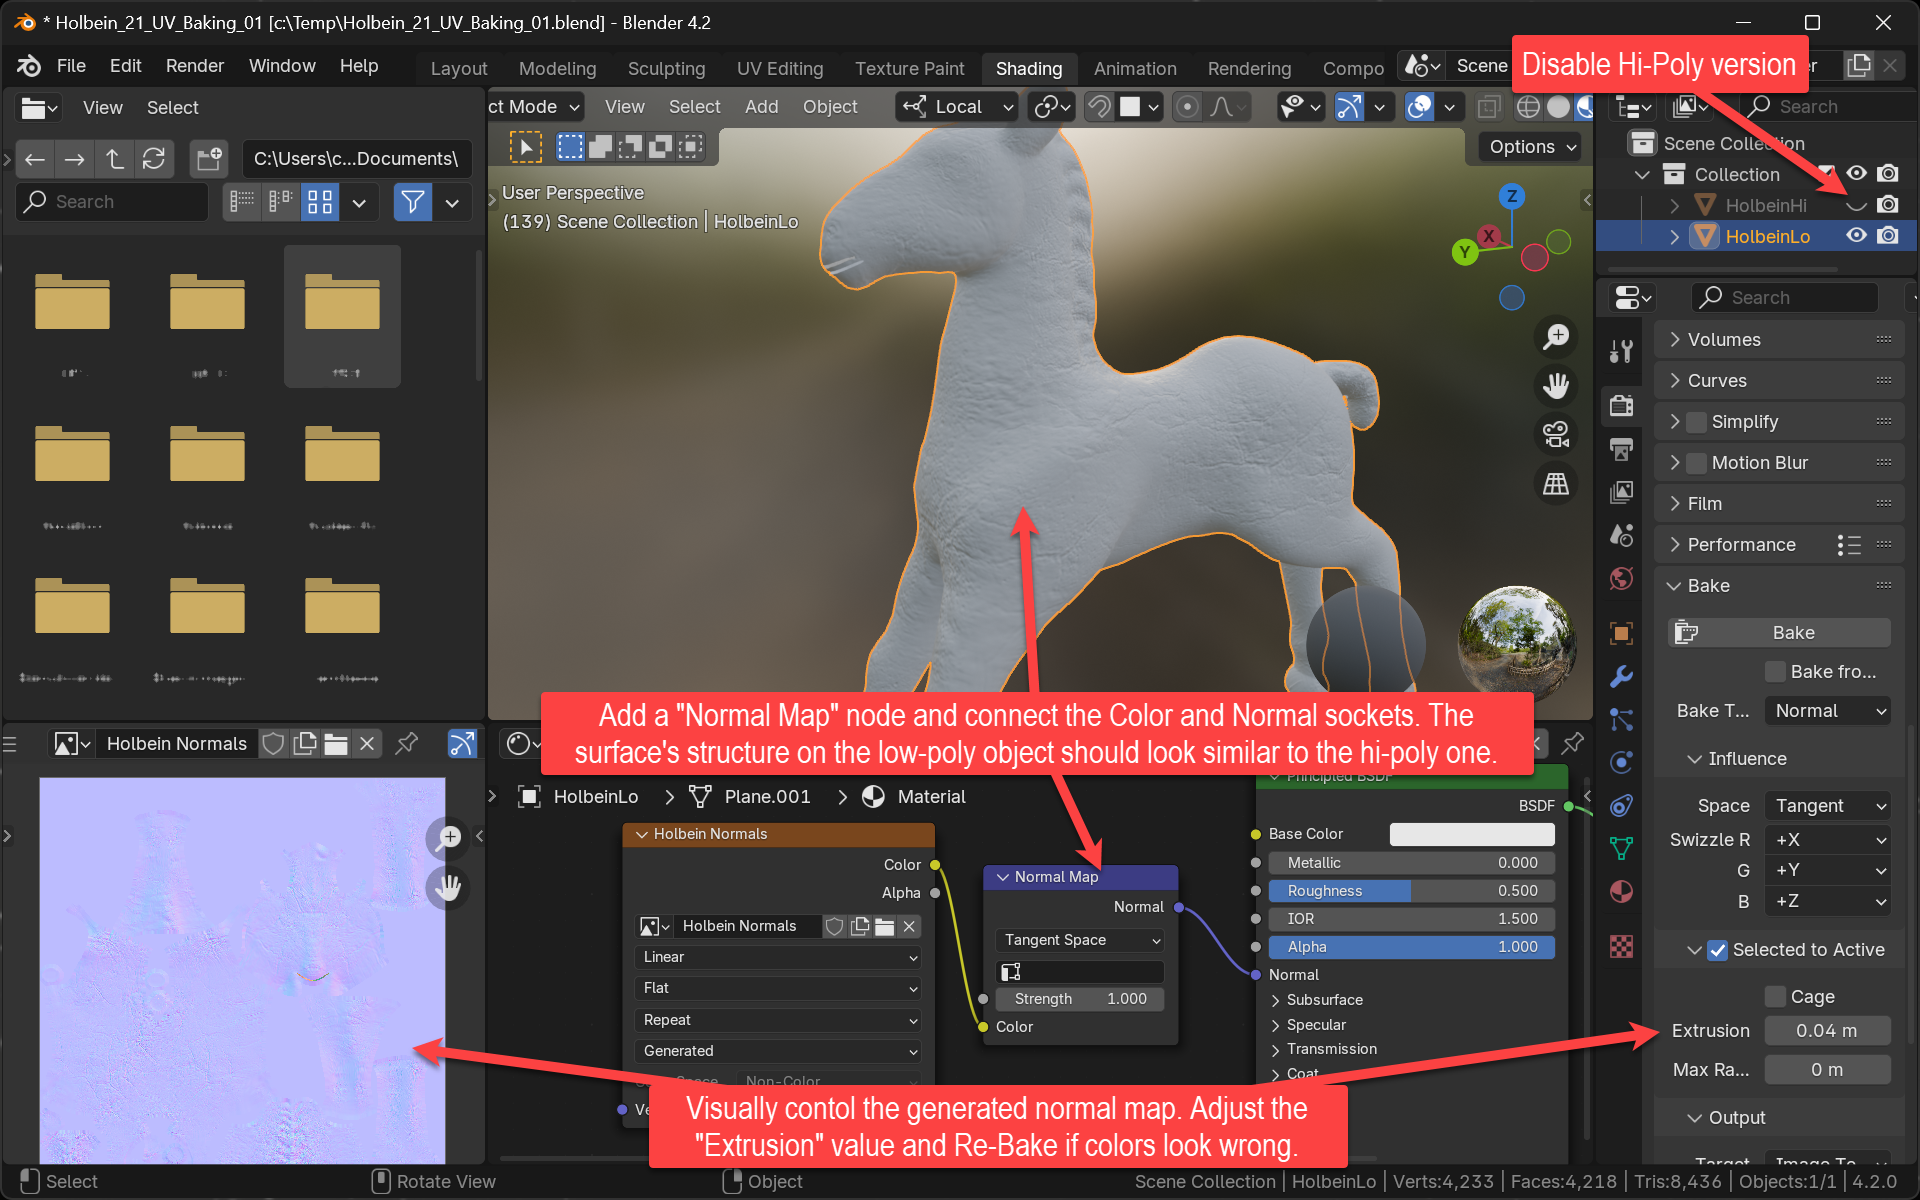 * Holbein_21_UV_Baking_01 [c:\Temp\Holbein_21_UV_Baking_01.blend] - Blender 4.2
File Edit Render Window Help
Layout Modeling Sculpting UV Editing Texture Paint Shading Animation Rendering Compo
Scene
Disable Hi-Poly version
View Select
ct Mode View Select Add Object Local
Search
Options
C:\Users\c...Documents\
Search
User Perspective
(139) Scene Collection | HolbeinLo
Z
X
Y
Scene Collection
Collection
HolbeinHi
HolbeinLo
Search
Volumes
Curves
Simplify
Motion Blur
Film
Performance
Bake
Bake
Bake fro...
Bake T... Normal
Influence
Space Tangent
Swizzle R +X
G +Y
B +Z
Selected to Active
Cage
Extrusion 0.04 m
Max Ra... 0 m
Output
Add a "Normal Map" node and connect the Color and Normal sockets. The
surface's structure on the low-poly object should look similar to the hi-poly one.
Holbein Normals
HolbeinLo > Plane.001 > Material
Holbein Normals
Color
Alpha
Holbein Normals
Linear
Flat
Repeat
Generated
Non-Color
Normal Map
Normal
Tangent Space
Strength 1.000
Color
Principled BSDF
BSDF
Base Color
Metallic 0.000
Roughness 0.500
IOR 1.500
Alpha 1.000
Normal
Subsurface
Specular
Transmission
Coat
Visually contol the generated normal map. Adjust the
"Extrusion" value and Re-Bake if colors look wrong.
Select
Rotate View
Object
Scene Collection | HolbeinLo | Verts:4,233 | Faces:4,218 | Tris:8,436 | Objects:1/1 | 4.2.0